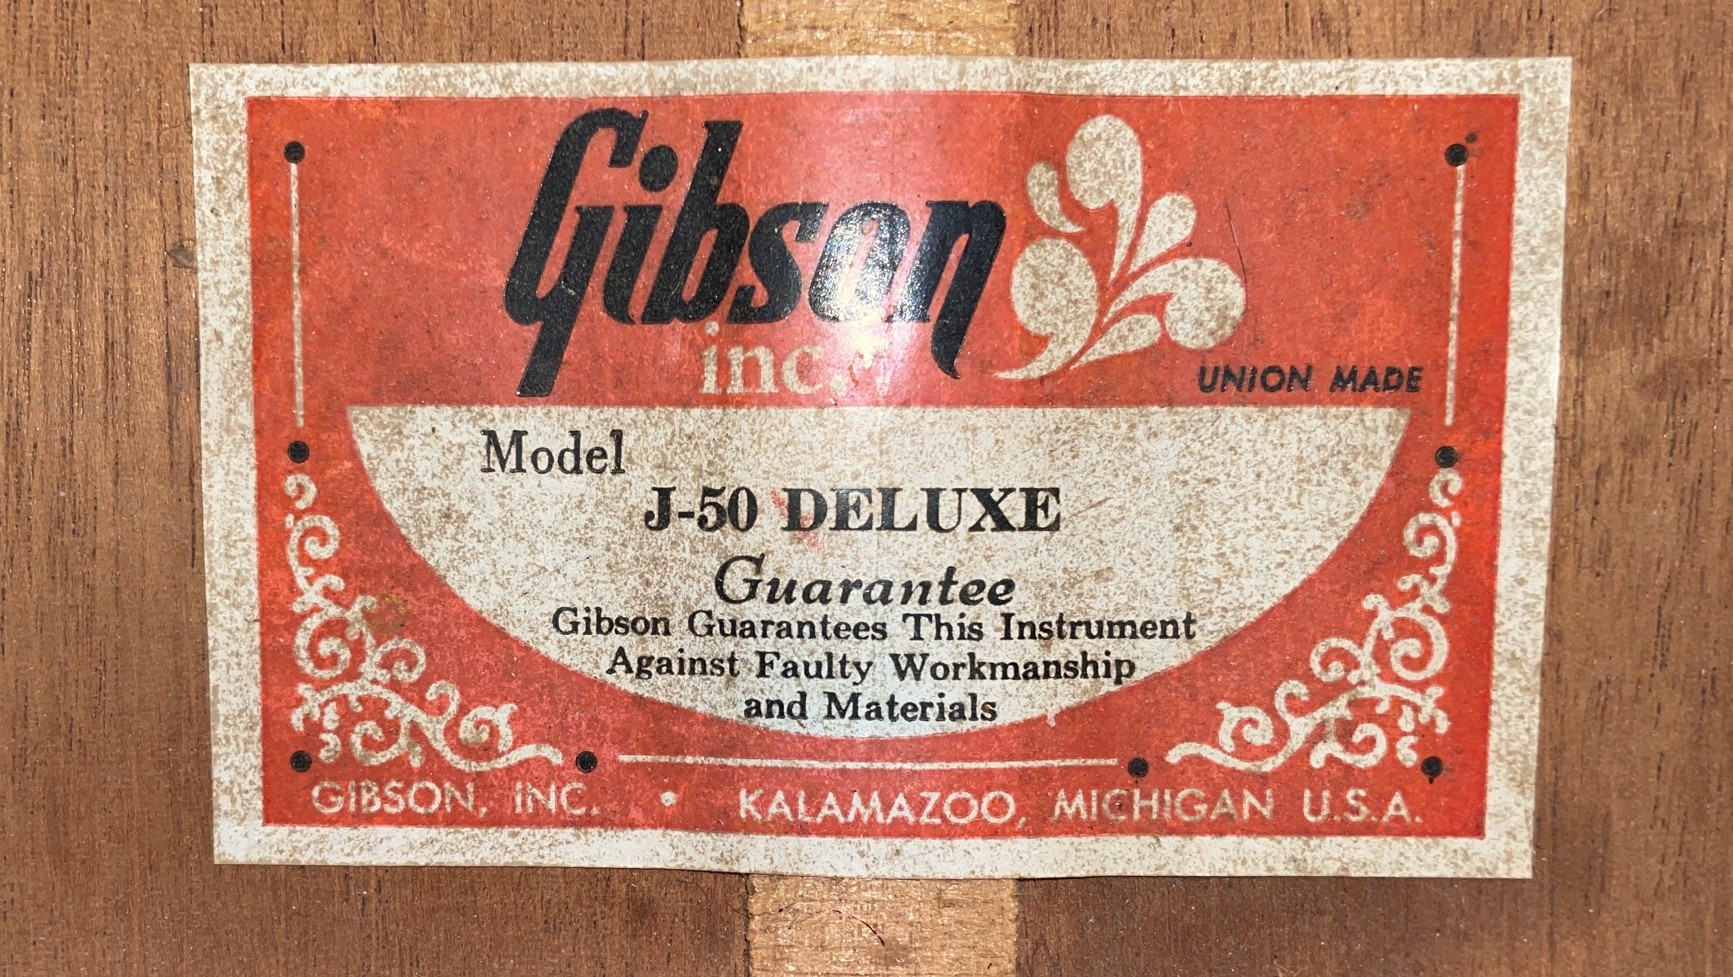 Gibson
inc.
UNION MADE
Model
J-50 DELUXE
Guarantee
Gibson Guarantees This Instrument
Against Faulty Workmanship
and Materials
GIBSON, INC. • KALAMAZOO, MICHIGAN U.S.A.